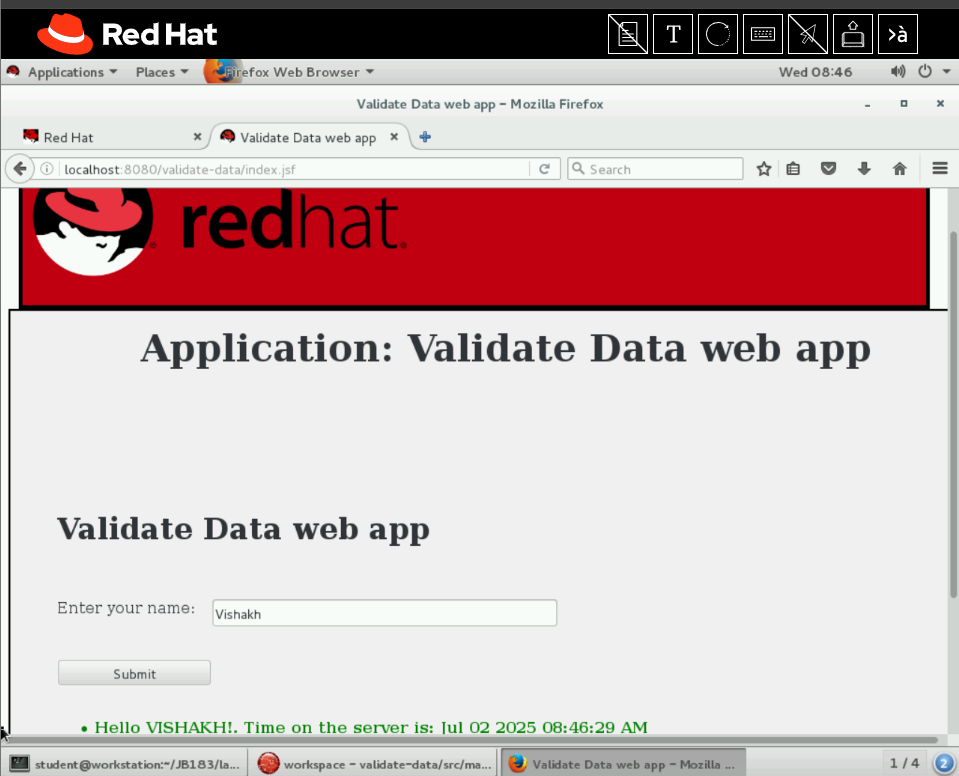 Red Hat
T
›à
Applications Places Firefox Web Browser Wed 08:46
Validate Data web app – Mozilla Firefox
Red Hat Validate Data web app
localhost:8080/validate-data/index.jsf Search
redhat.
Application: Validate Data web app
Validate Data web app
Enter your name: Vishakh
Submit
• Hello VISHAKH!. Time on the server is: Jul 02 2025 08:46:29 AM
student@workstation:~/JB183/la... workspace – validate-data/src/ma... Validate Data web app – Mozilla ... 1 / 4 2